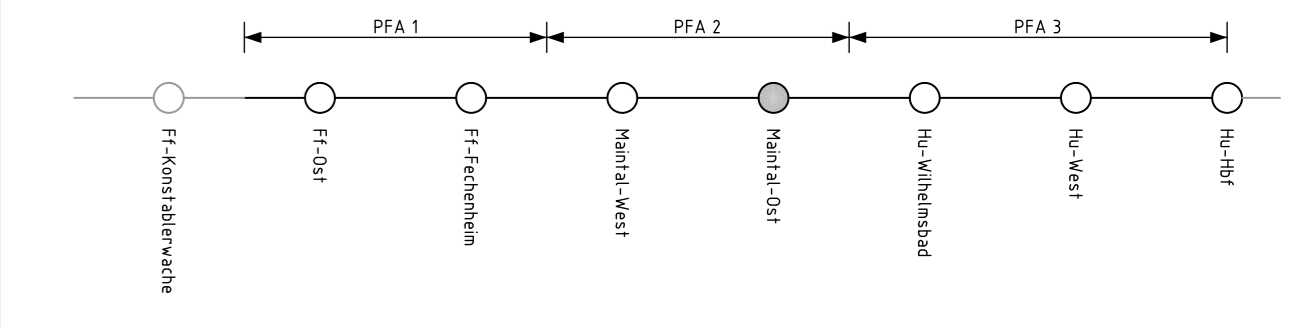 PFA 1
PFA 2
PFA 3
Ff-Konstablerwache
Ff-Ost
Ff-Fechenheim
Maintal-West
Maintal-Ost
Hu-Wilhelmsbad
Hu-West
Hu-Hbf